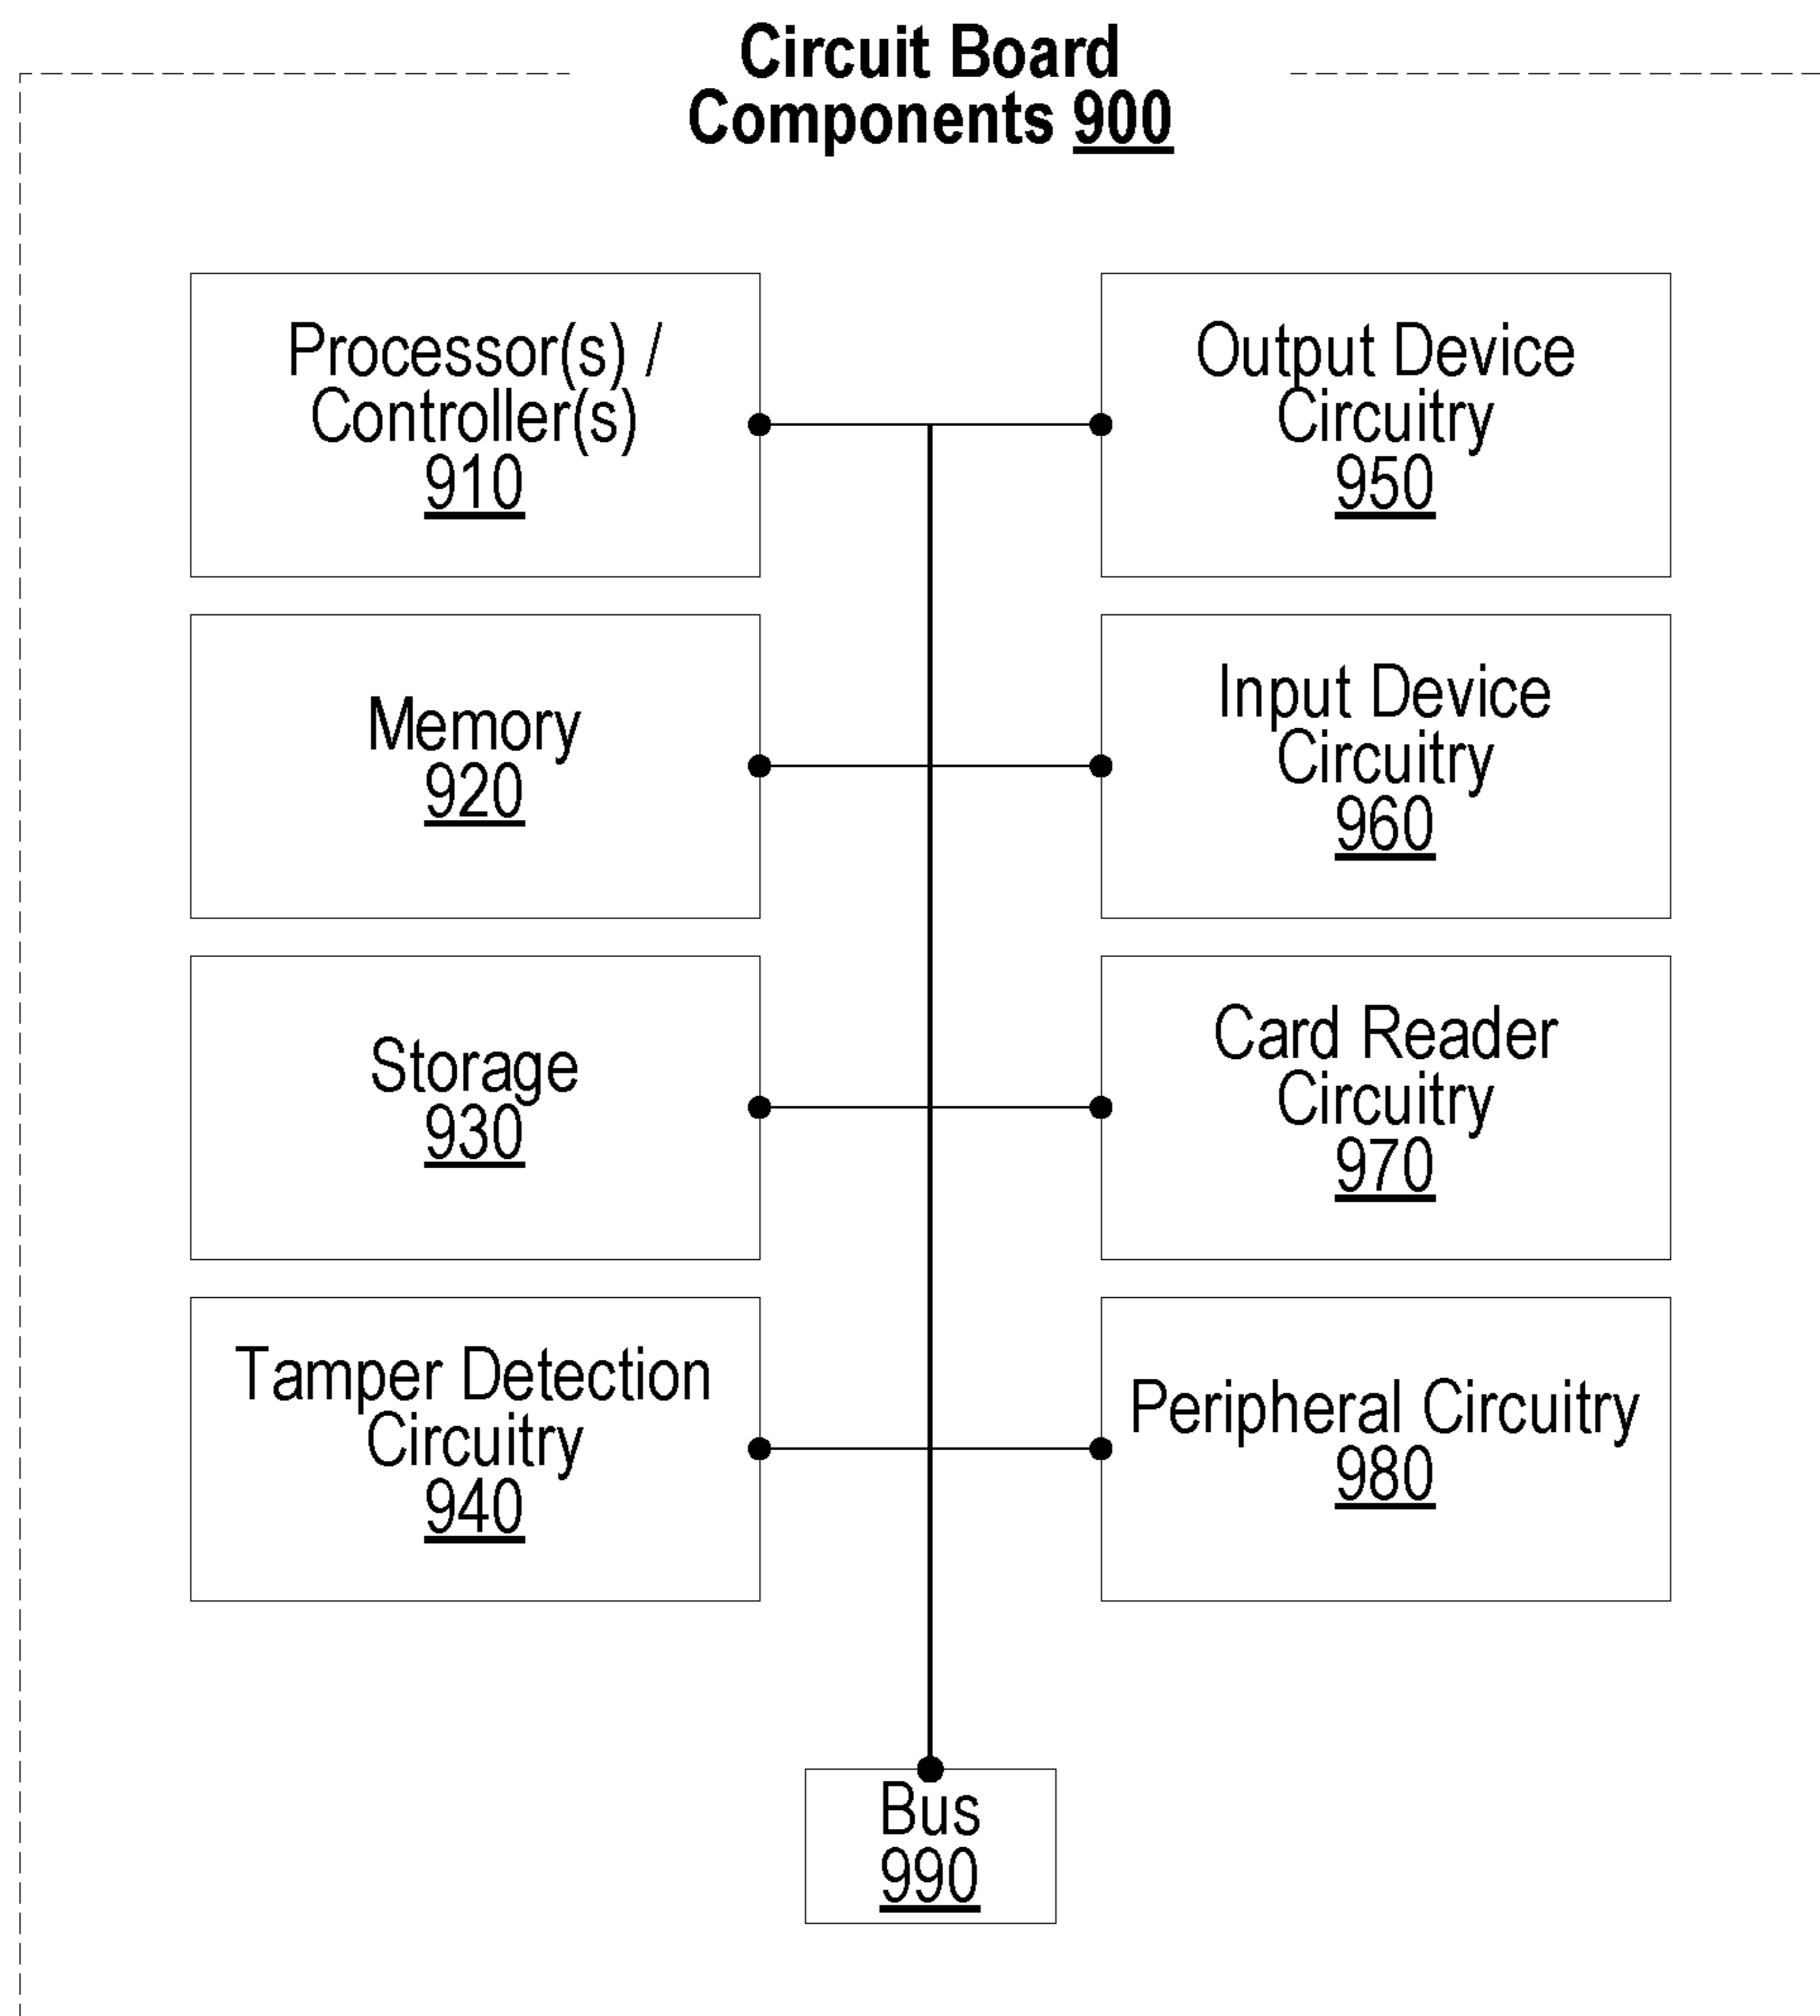 Circuit Board
Components 900
Processor(s) /
Controller(s)
910
Output Device
Circuitry
950
Memory
920
Input Device
Circuitry
960
Storage
930
Card Reader
Circuitry
970
Tamper Detection
Circuitry
940
Peripheral Circuitry
980
Bus
990